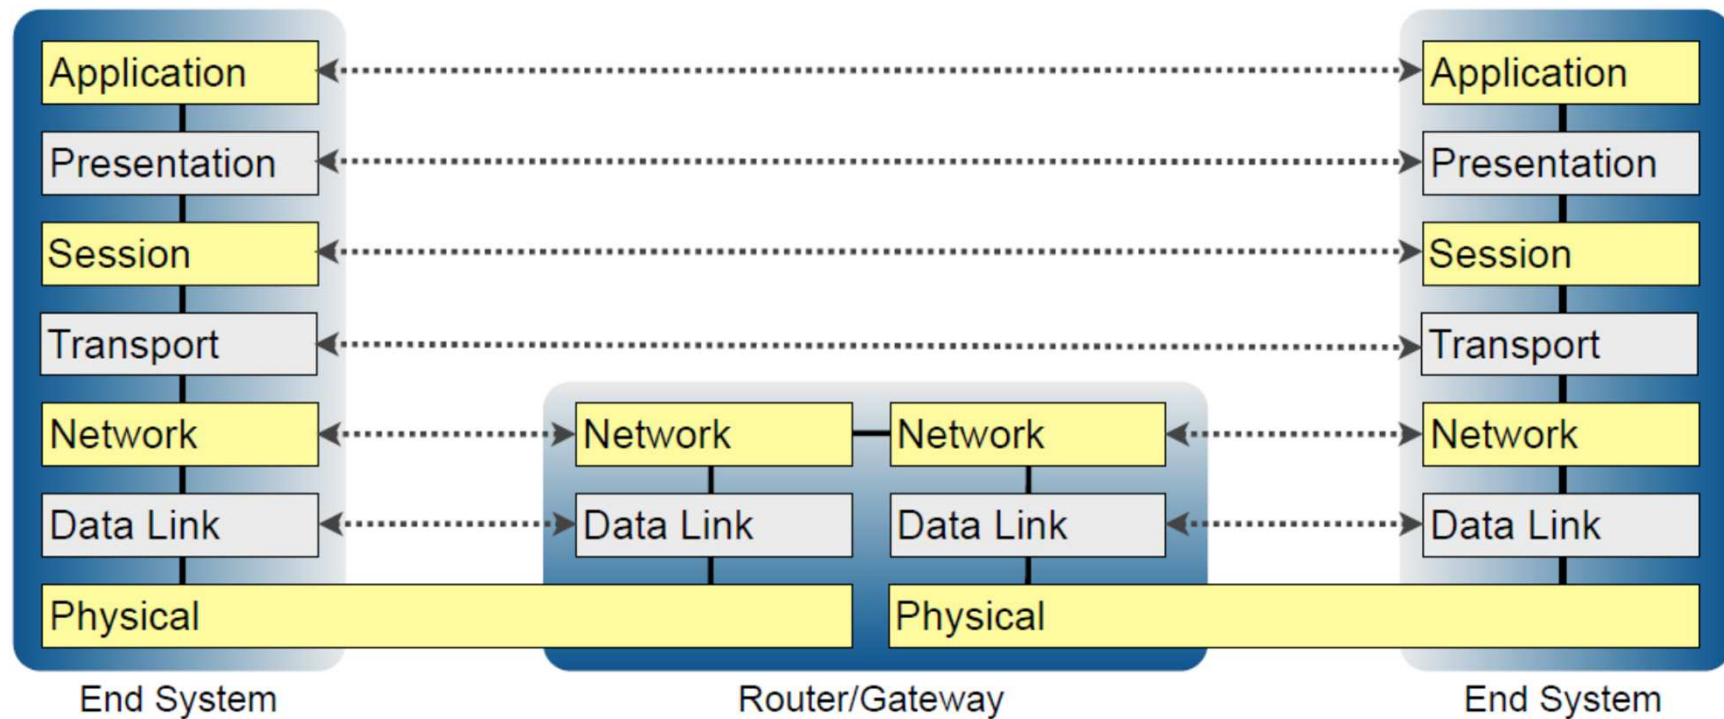 Application
Application
Presentation
Presentation
Session
Session
Transport
Transport
Network
Network
Network
Network
Data Link
Data Link
Data Link
Data Link
Physical
Physical
End System
Router/Gateway
End System